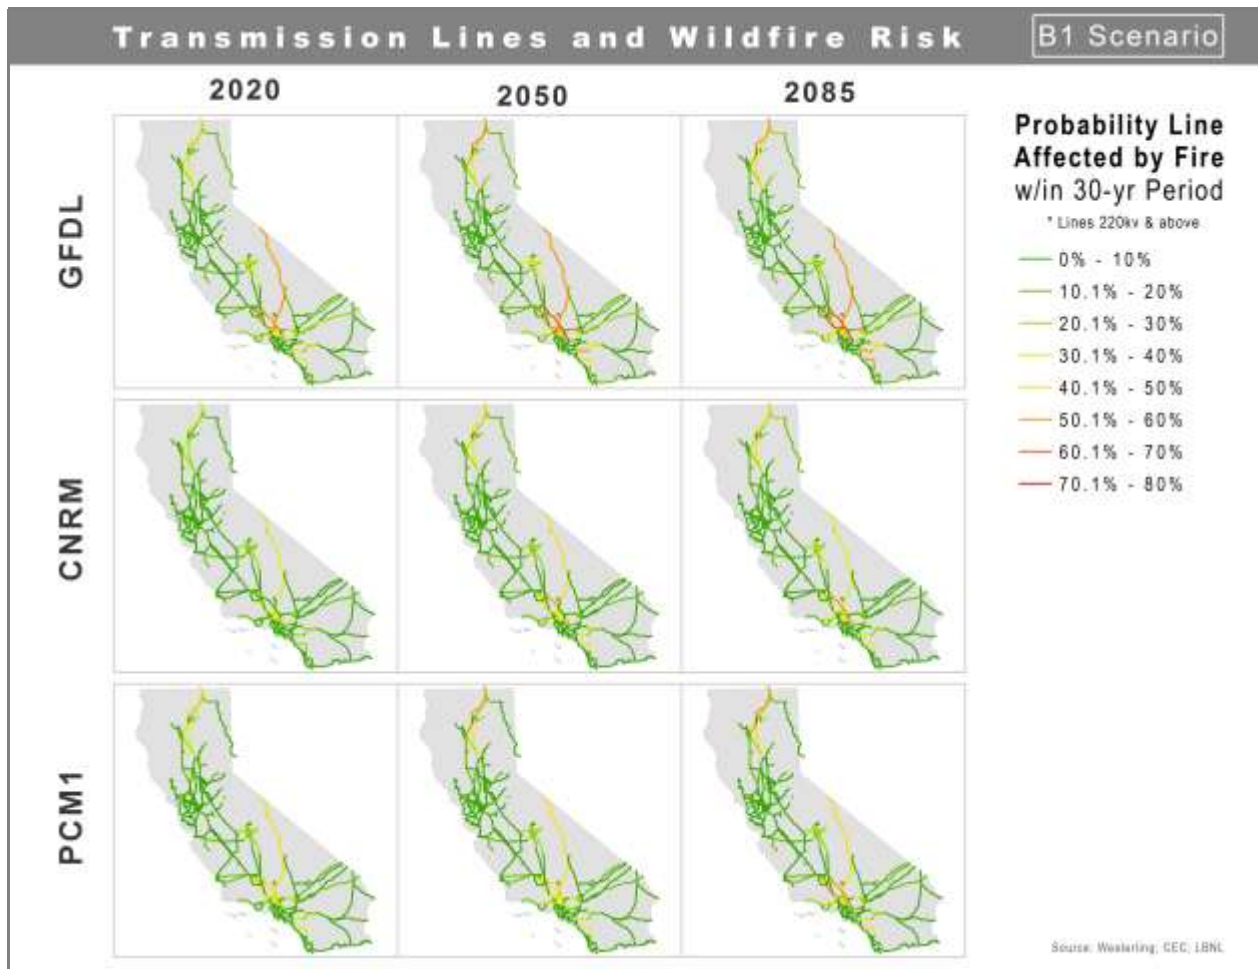 Transmission Lines and Wildfire Risk
B1 Scenario
2020
2050
2085
GFDL
CNRM
PCM1
Probability Line
Affected by Fire
w/in 30-yr Period
* Lines 220kv & above
0% - 10%
10.1% - 20%
20.1% - 30%
30.1% - 40%
40.1% - 50%
50.1% - 60%
60.1% - 70%
70.1% - 80%
Source: Westerling, CEC, LBNL